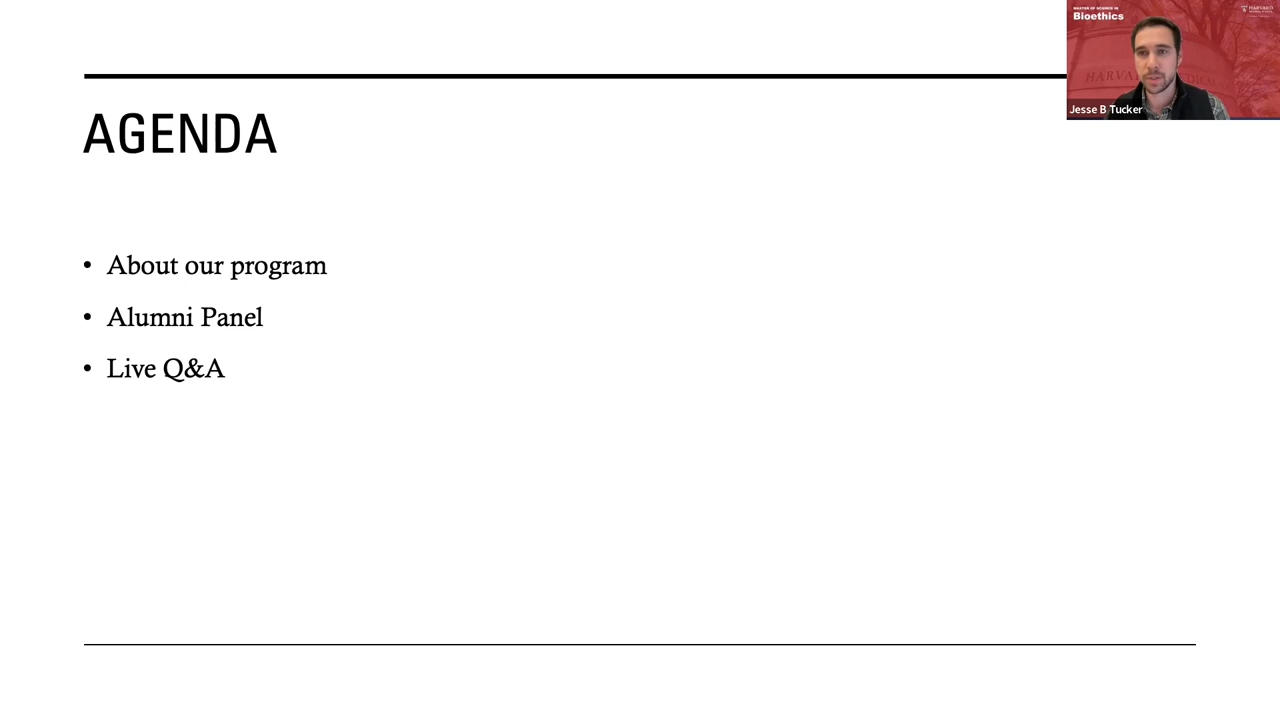 AGENDA
• About our program
• Alumni Panel
• Live Q&A
MASTER OF SCIENCE IN
Bioethics
HARVARD
Jesse B Tucker